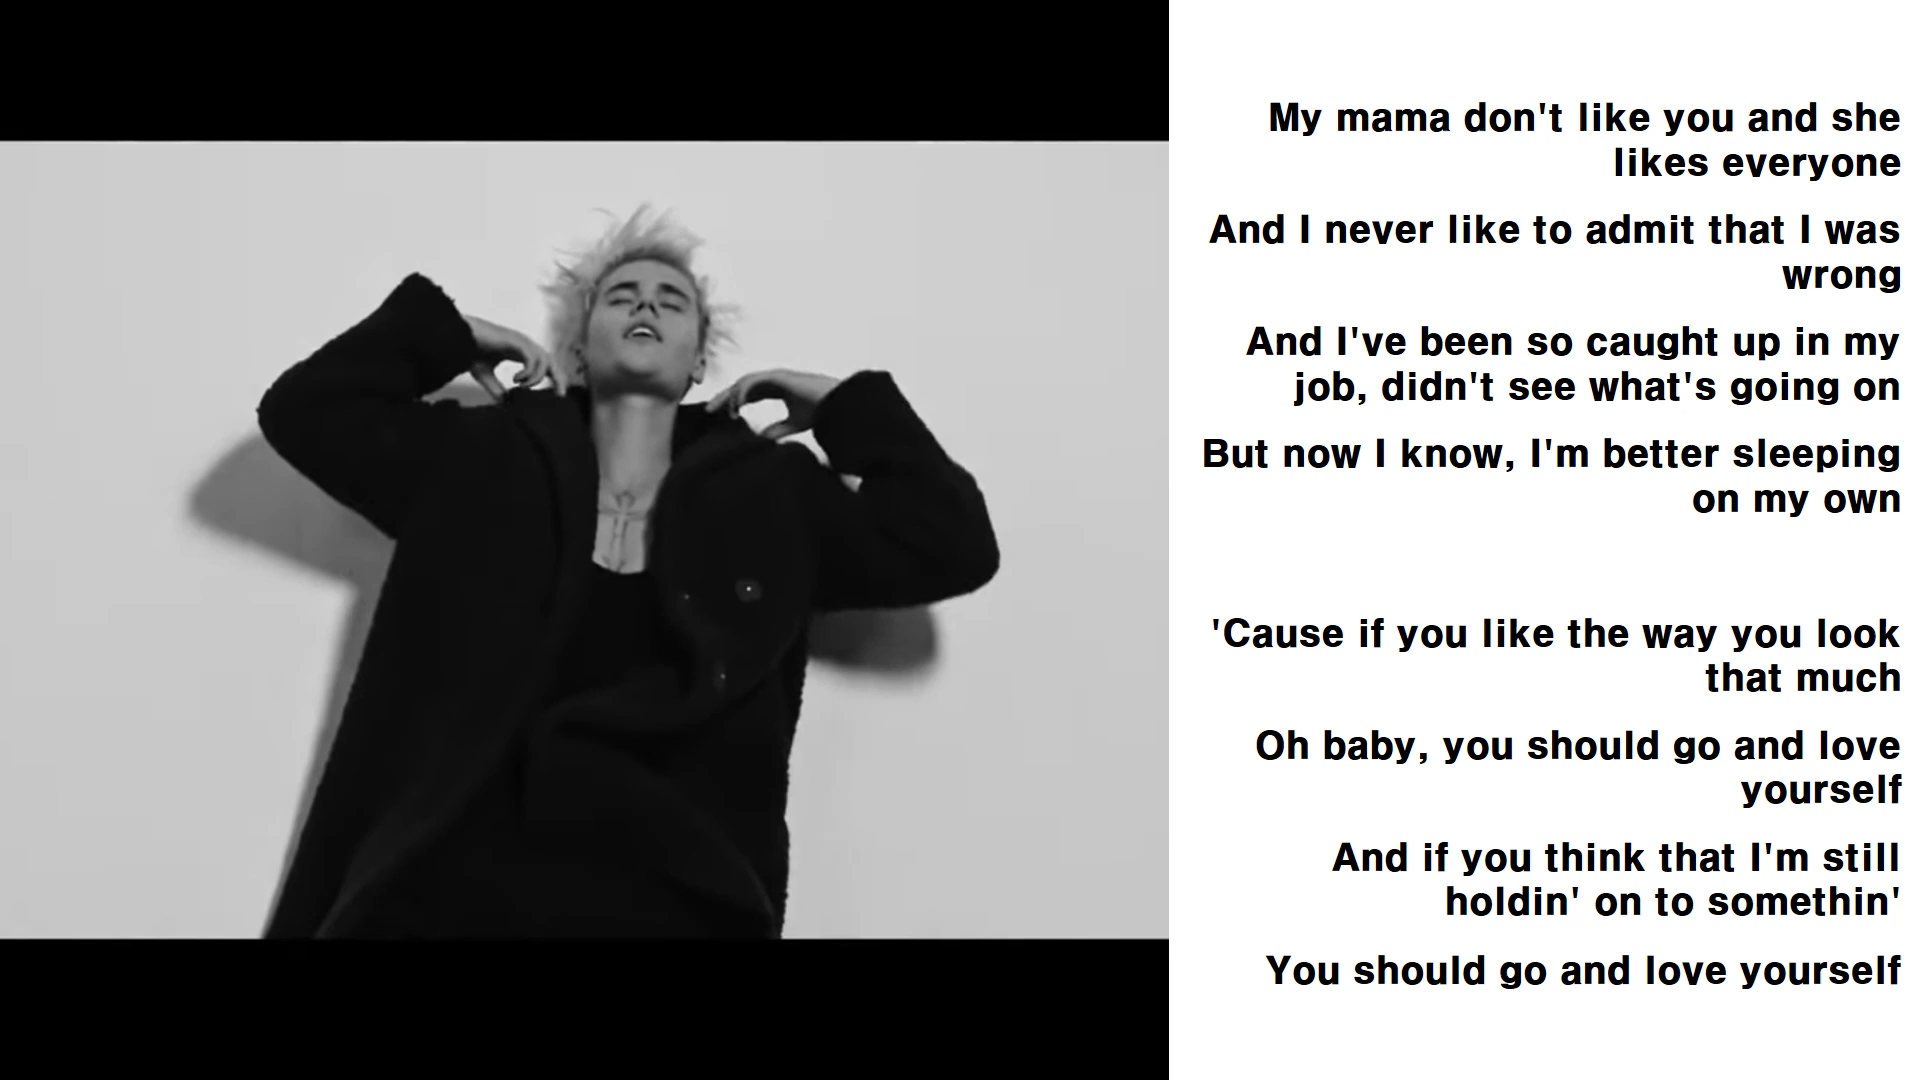 My mama don't like you and she
likes everyone
And I never like to admit that I was
wrong
And I've been so caught up in my
job, didn't see what's going on
But now I know, I'm better sleeping
on my own
'Cause if you like the way you look
that much
Oh baby, you should go and love
yourself
And if you think that I'm still
holdin' on to somethin'
You should go and love yourself